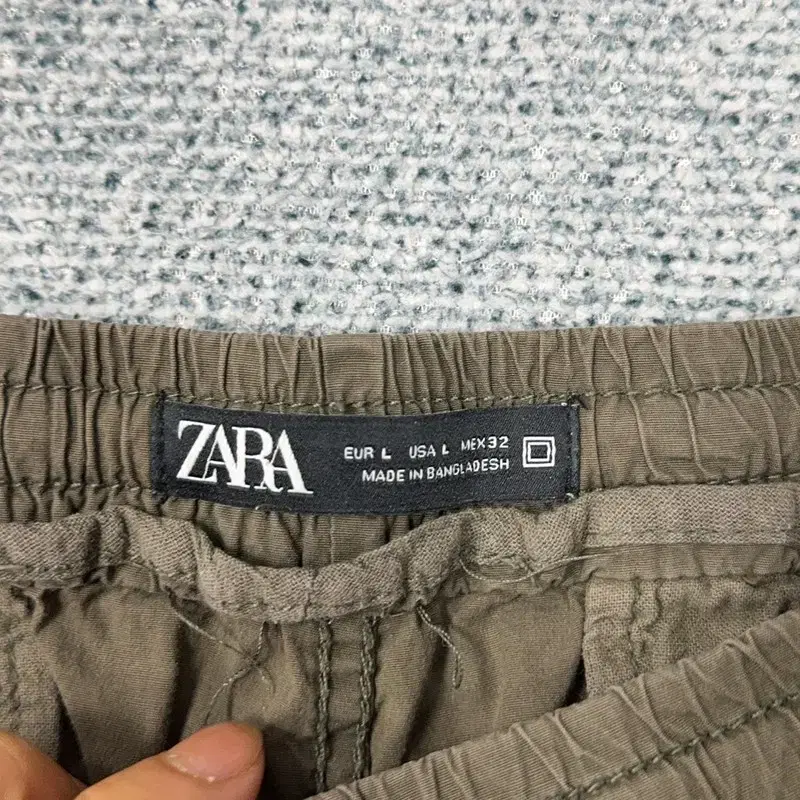 ZARA
EUR L USA L MEX 32
MADE IN BANGLADESH